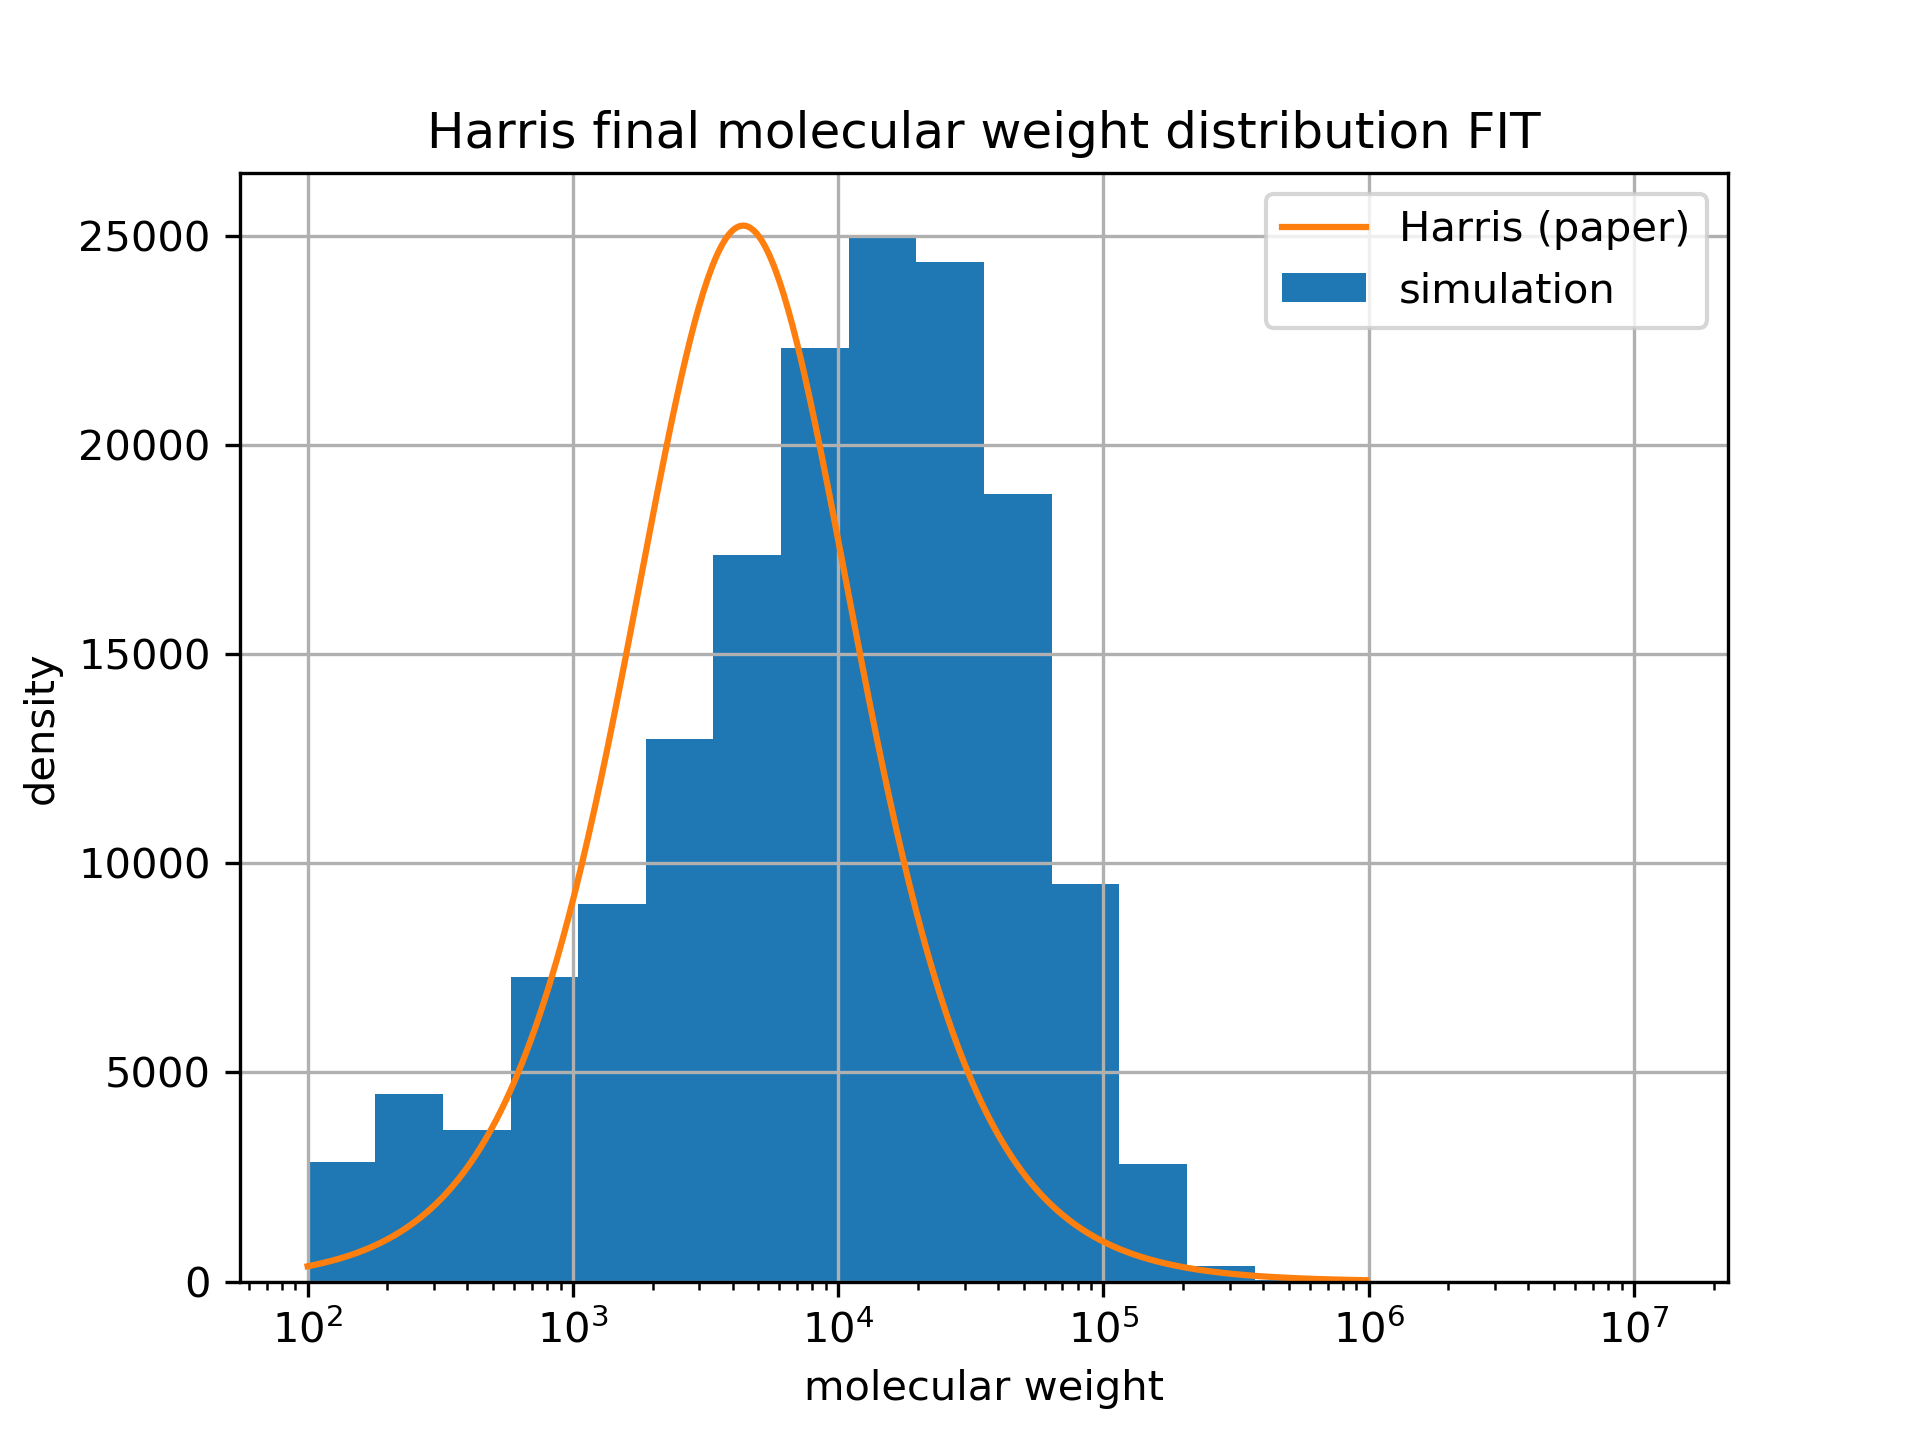 Harris final molecular weight distribution FIT
Harris (paper)
simulation
25000
20000
15000
10000
5000
0
density
10² 10³ 10⁴ 10⁵ 10⁶ 10⁷
molecular weight